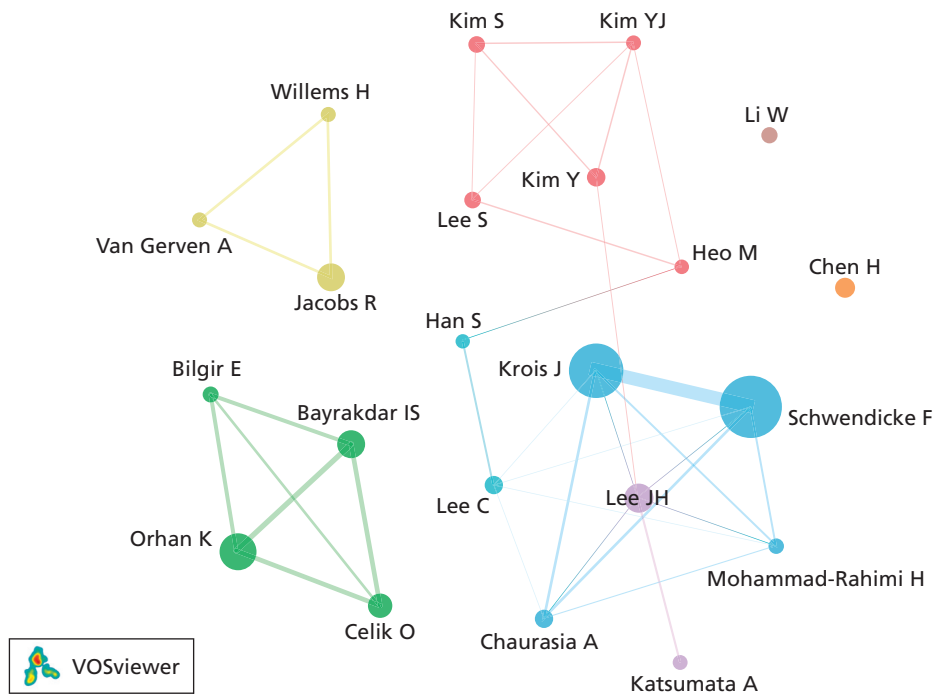 Kim S
Kim YJ
Willems H
Li W
Kim Y
Lee S
Van Gerven A
Heo M
Chen H
Jacobs R
Han S
Bilgir E
Krois J
Bayrakdar IS
Schwendicke F
Lee C
Lee JH
Orhan K
Mohammad-Rahimi H
Celik O
Chaurasia A
VOSviewer
Katsumata A